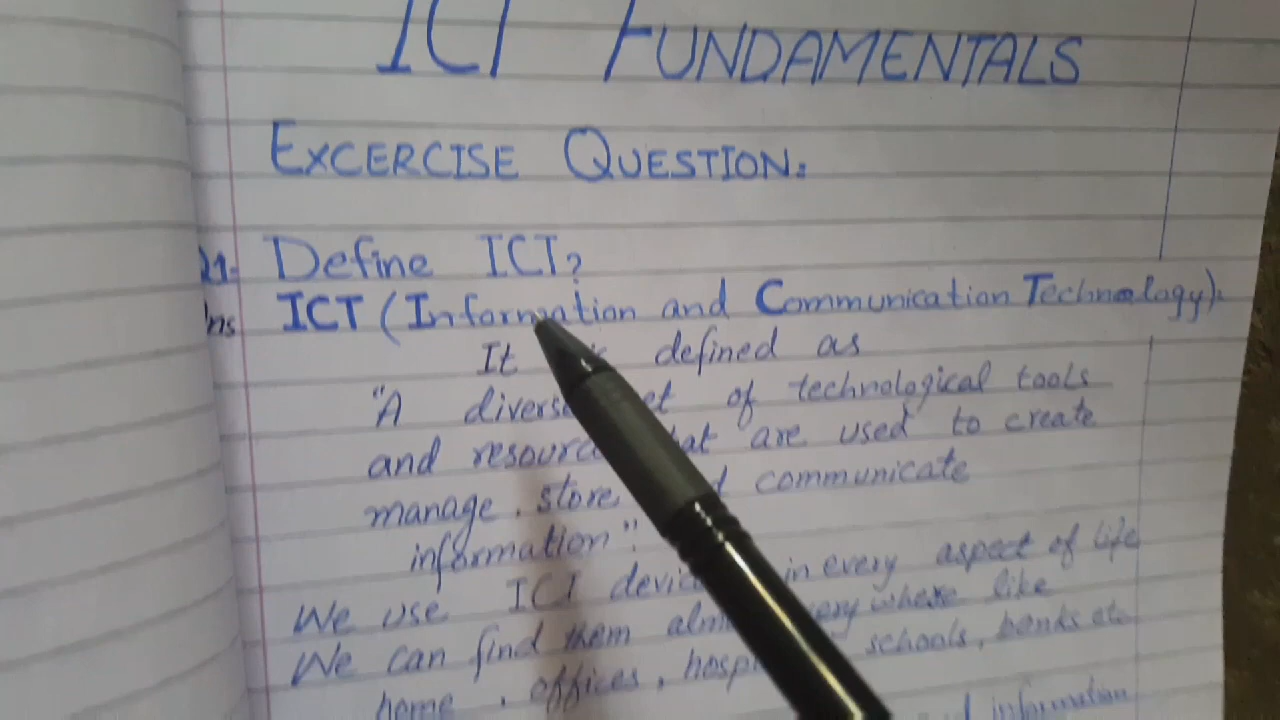 ICT FUNDAMENTALS
EXCERCISE QUESTION:
Define ICT?
ns ICT (Information and Communication Technology):
It defined as
"A diverse of technological tools
and are used to create
manage, store communicate
information"
We use ICT in every aspect of life
We can find them where like
home, offices, schools, banks etc
information